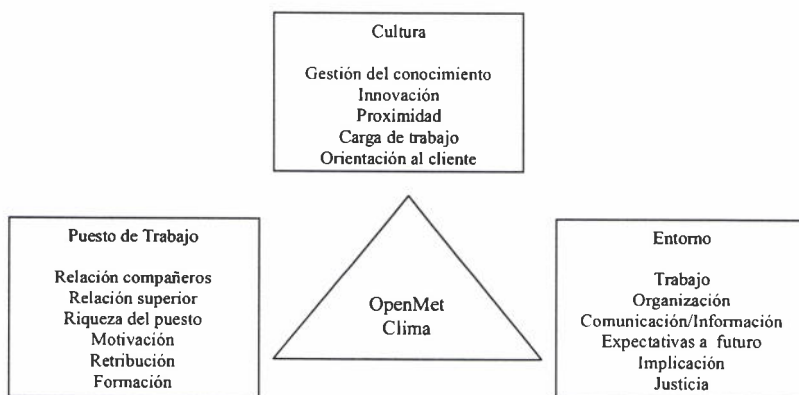 Cultura
Gestión del conocimiento
Innovación
Proximidad
Carga de trabajo
Orientación al cliente
Puesto de Trabajo
Relación compañeros
Relación superior
Riqueza del puesto
Motivación
Retribución
Formación
OpenMet
Clima
Entorno
Trabajo
Organización
Comunicación/Información
Expectativas a futuro
Implicación
Justicia